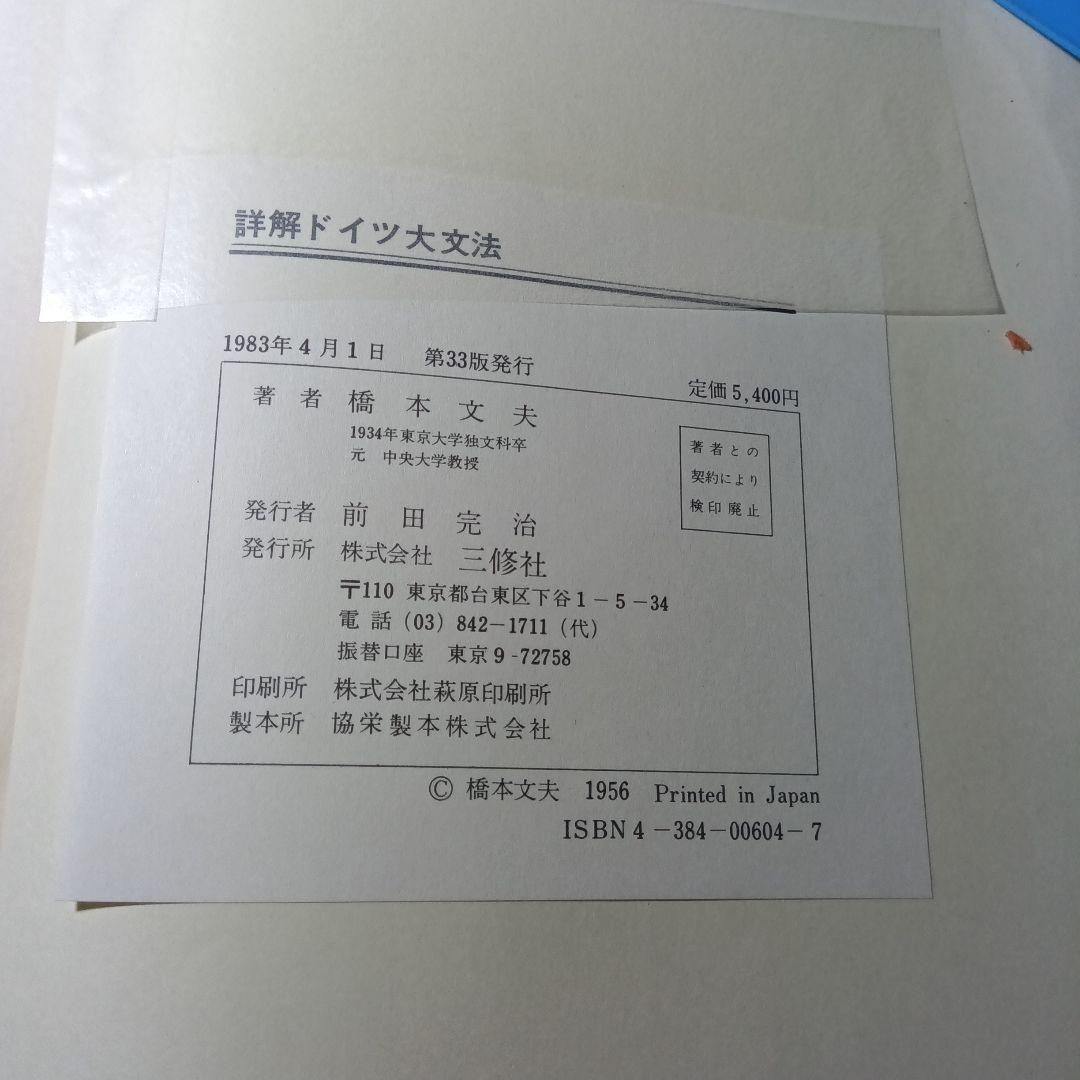 詳解ドイツ大文法
1983年4月1日 第33版発行
定価5,400円
著者 橋本文夫
1934年東京大学独文科卒
元 中央大学教授
著者との
契約により
検印廃止
発行者 前田完治
発行所 株式会社 三修社
〒110 東京都台東区下谷1-5-34
電話 (03) 842-1711 (代)
振替口座 東京9-72758
印刷所 株式会社萩原印刷所
製本所 協栄製本株式会社
© 橋本文夫 1956 Printed in Japan
ISBN4-384-00604-7